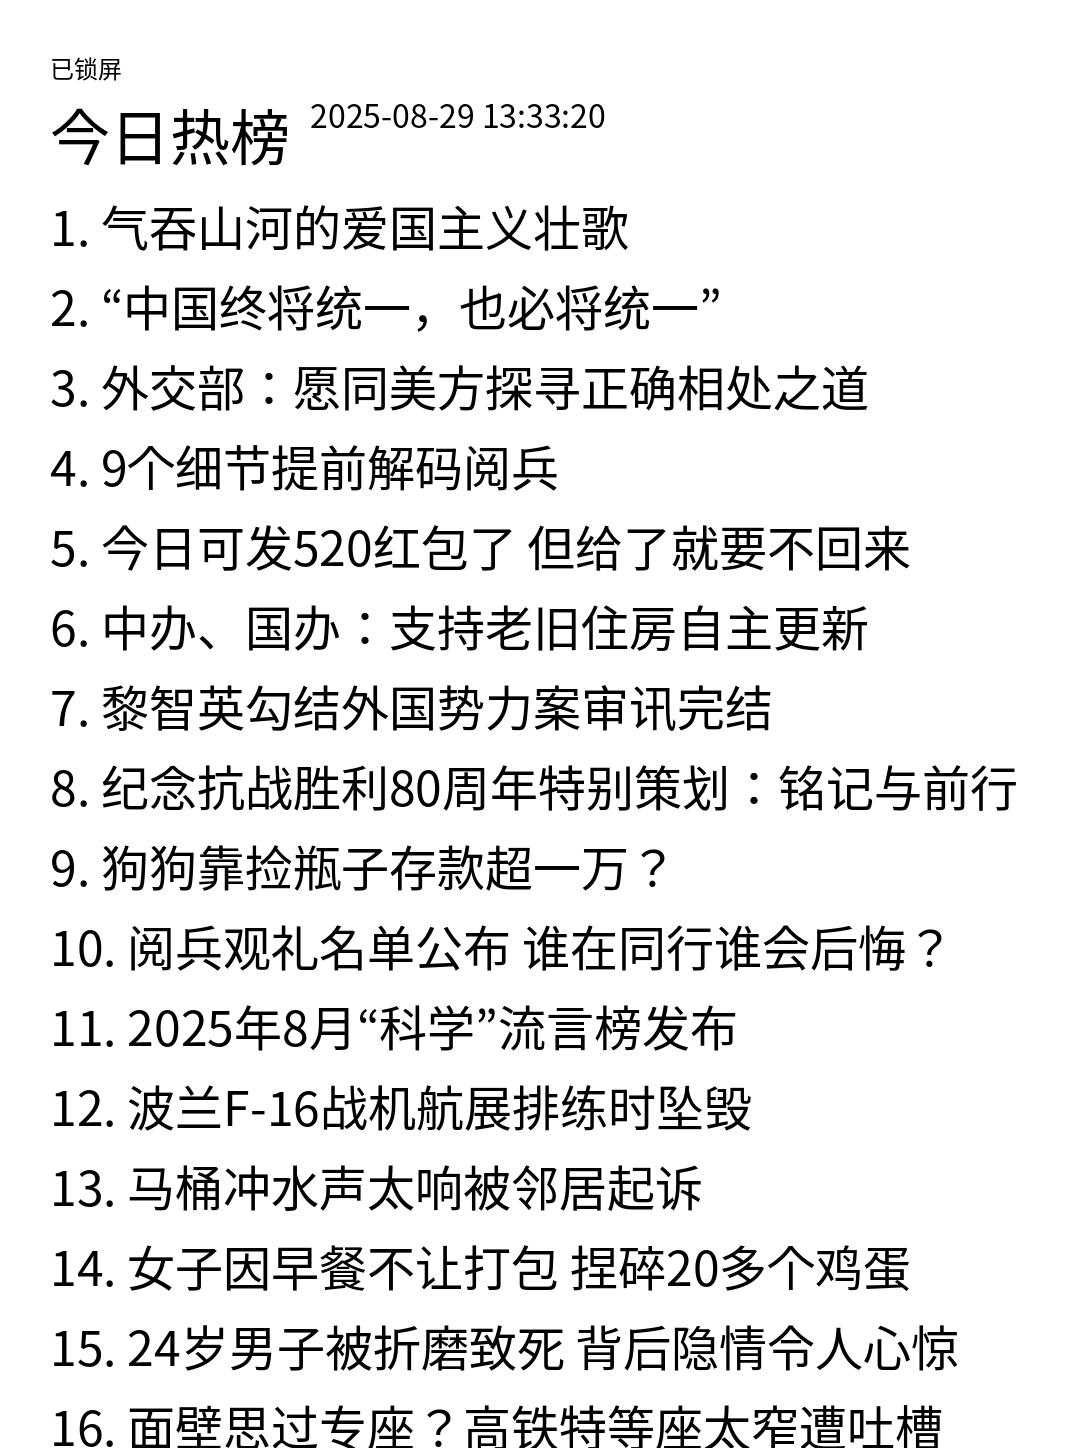 已锁屏
今日热榜 2025-08-29 13:33:20
1. 气吞山河的爱国主义壮歌
2. “中国终将统一，也必将统一”
3. 外交部：愿同美方探寻正确相处之道
4. 9个细节提前解码阅兵
5. 今日可发520红包了 但给了就要不回来
6. 中办、国办：支持老旧住房自主更新
7. 黎智英勾结外国势力案审讯完结
8. 纪念抗战胜利80周年特别策划：铭记与前行
9. 狗狗靠捡瓶子存款超一万？
10. 阅兵观礼名单公布 谁在同行谁会后悔？
11. 2025年8月“科学”流言榜发布
12. 波兰F-16战机航展排练时坠毁
13. 马桶冲水声太响被邻居起诉
14. 女子因早餐不让打包 捏碎20多个鸡蛋
15. 24岁男子被折磨致死 背后隐情令人心惊
16. 面壁思过专座？高铁特等座太窄遭吐槽